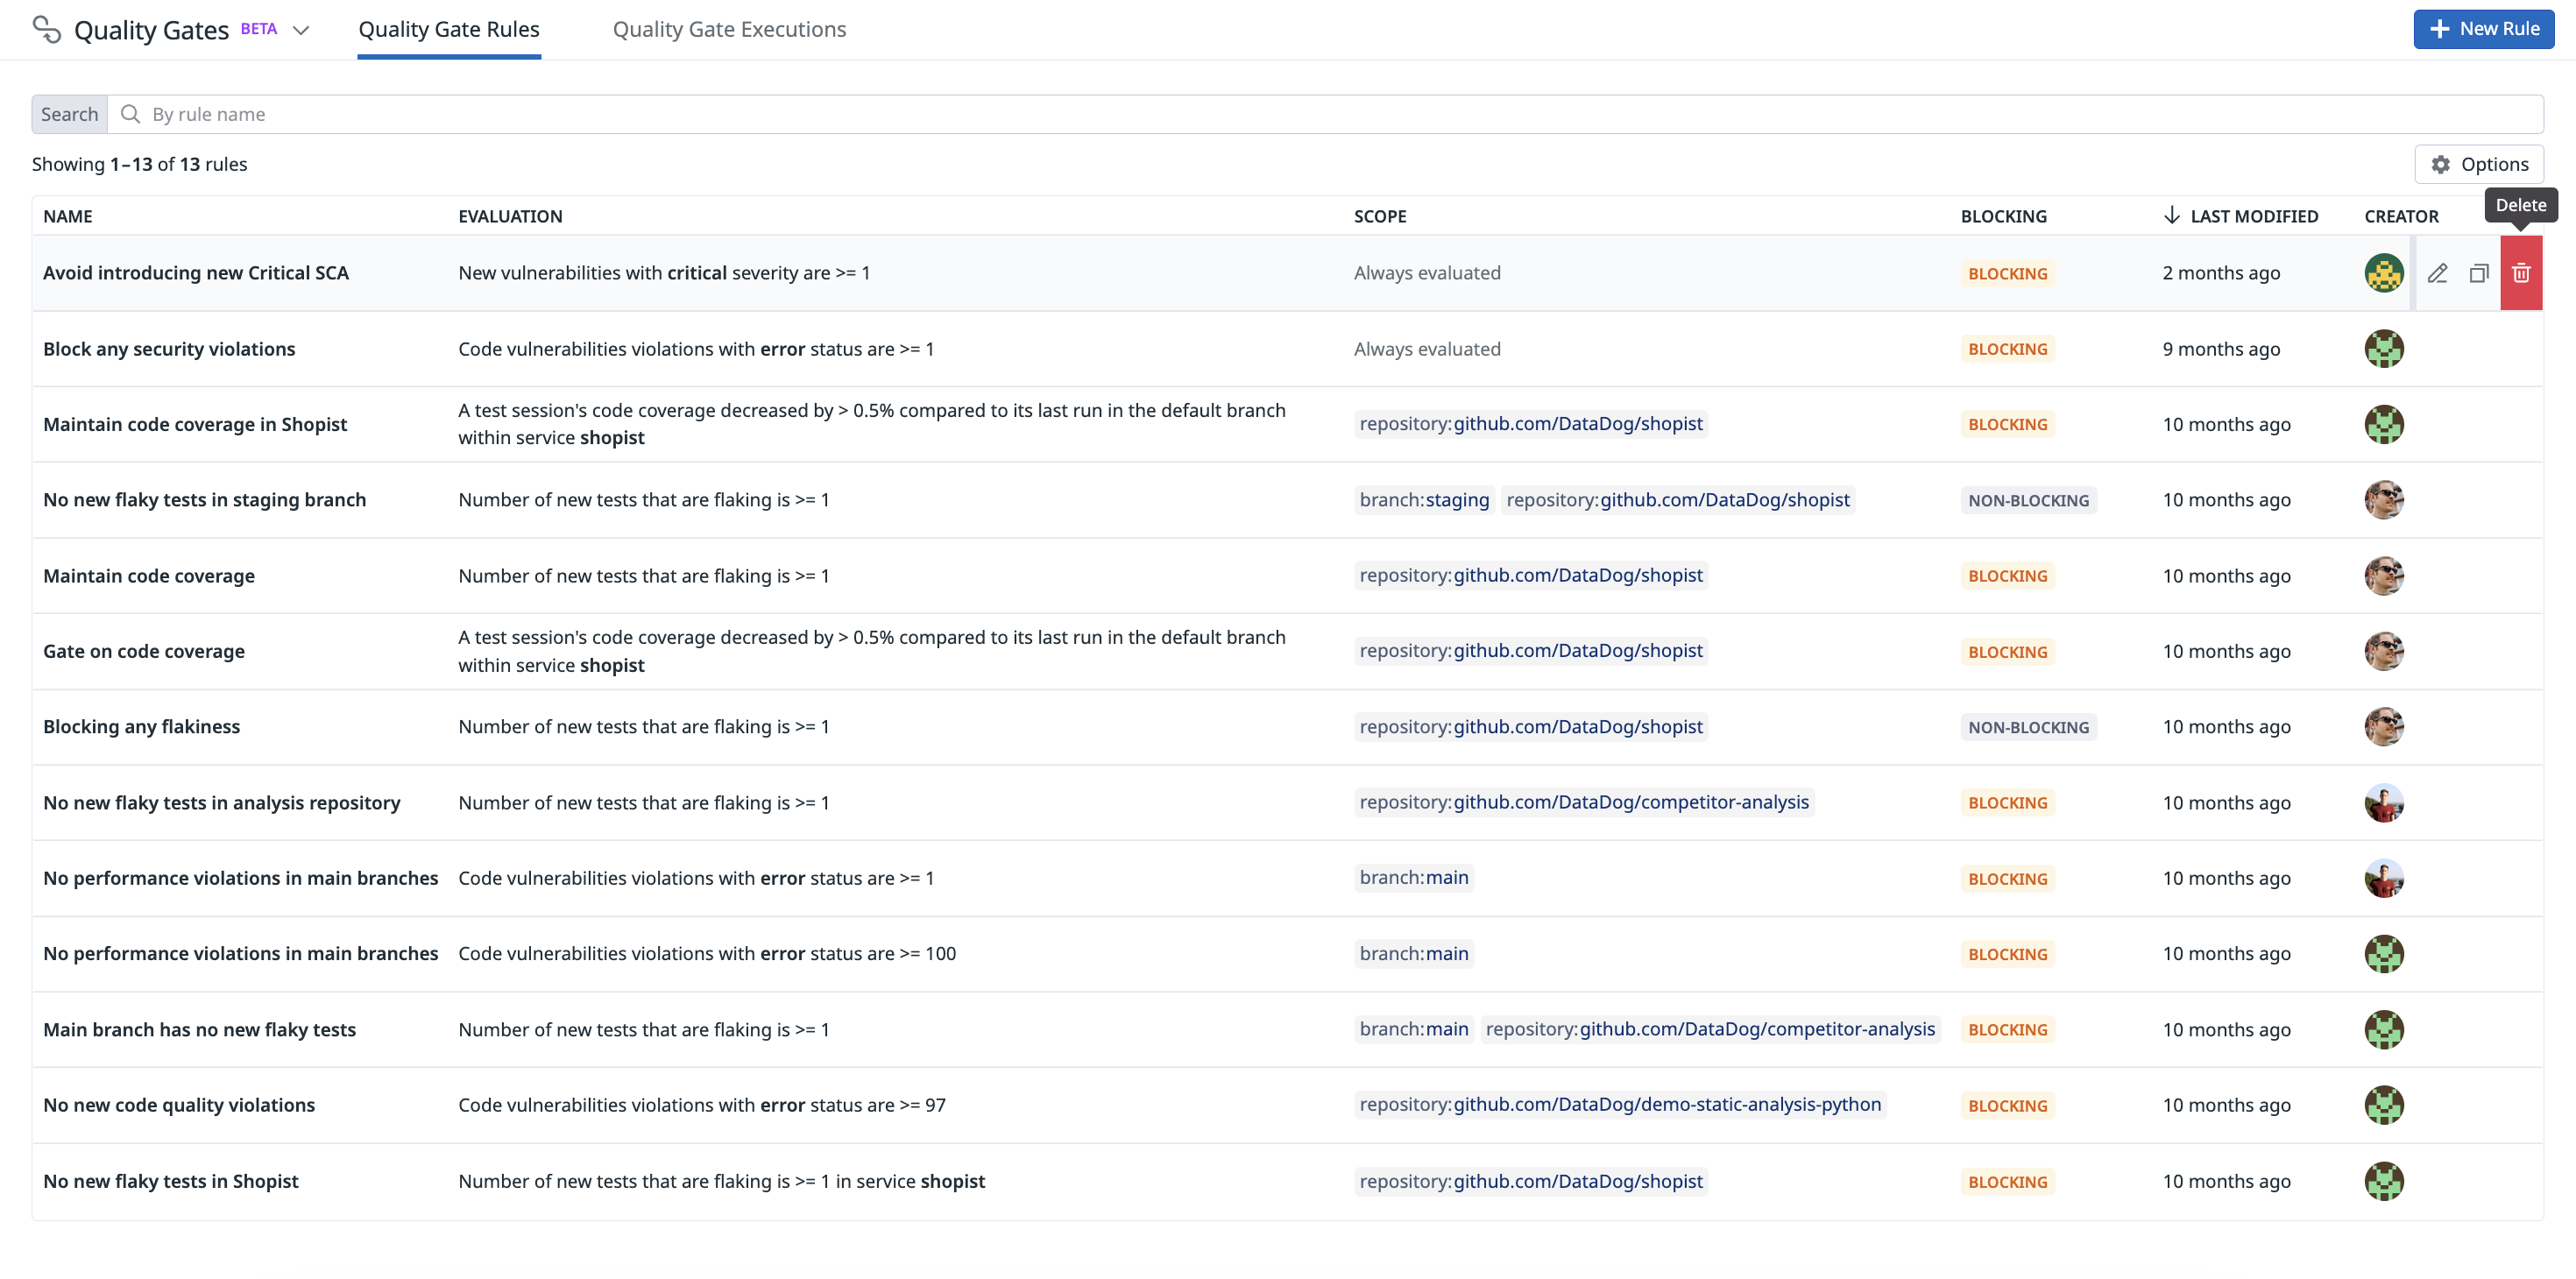 Quality Gates BETA Quality Gate Rules Quality Gate Executions New Rule
Search By rule name
Showing 1–13 of 13 rules Options
Delete
NAME EVALUATION SCOPE BLOCKING LAST MODIFIED CREATOR
Avoid introducing new Critical SCA New vulnerabilities with critical severity are >= 1 Always evaluated BLOCKING 2 months ago
Block any security violations Code vulnerabilities violations with error status are >= 1 Always evaluated BLOCKING 9 months ago
Maintain code coverage in Shopist A test session's code coverage decreased by > 0.5% compared to its last run in the default branch
within service shopist repository:github.com/DataDog/shopist BLOCKING 10 months ago
No new flaky tests in staging branch Number of new tests that are flaking is >= 1 branch:staging repository:github.com/DataDog/shopist NON-BLOCKING 10 months ago
Maintain code coverage Number of new tests that are flaking is >= 1 repository:github.com/DataDog/shopist BLOCKING 10 months ago
Gate on code coverage A test session's code coverage decreased by > 0.5% compared to its last run in the default branch
within service shopist repository:github.com/DataDog/shopist BLOCKING 10 months ago
Blocking any flakiness Number of new tests that are flaking is >= 1 repository:github.com/DataDog/shopist NON-BLOCKING 10 months ago
No new flaky tests in analysis repository Number of new tests that are flaking is >= 1 repository:github.com/DataDog/competitor-analysis BLOCKING 10 months ago
No performance violations in main branches Code vulnerabilities violations with error status are >= 1 branch:main BLOCKING 10 months ago
No performance violations in main branches Code vulnerabilities violations with error status are >= 100 branch:main BLOCKING 10 months ago
Main branch has no new flaky tests Number of new tests that are flaking is >= 1 branch:main repository:github.com/DataDog/competitor-analysis BLOCKING 10 months ago
No new code quality violations Code vulnerabilities violations with error status are >= 97 repository:github.com/DataDog/demo-static-analysis-python BLOCKING 10 months ago
No new flaky tests in Shopist Number of new tests that are flaking is >= 1 in service shopist repository:github.com/DataDog/shopist BLOCKING 10 months ago